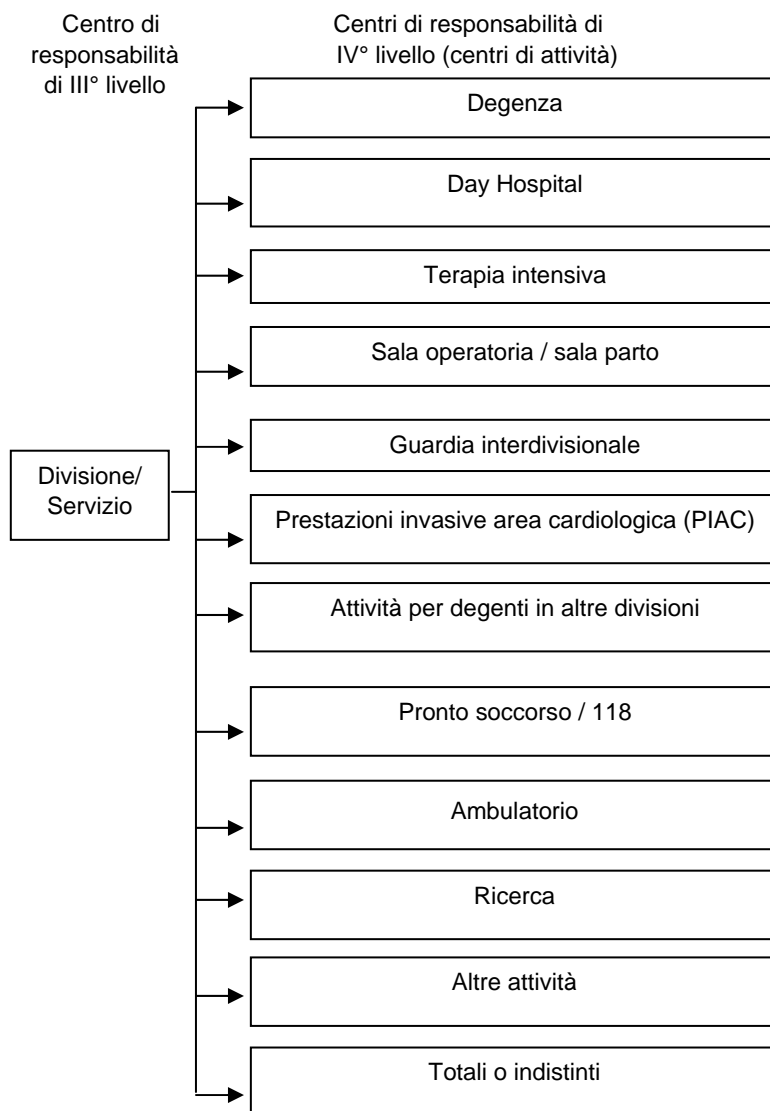 Centro di
responsabilità
di III° livello
Centri di responsabilità di
IV° livello (centri di attività)
Degenza
Day Hospital
Terapia intensiva
Sala operatoria / sala parto
Guardia interdivisionale
Divisione/
Servizio
Prestazioni invasive area cardiologica (PIAC)
Attività per degenti in altre divisioni
Pronto soccorso / 118
Ambulatorio
Ricerca
Altre attività
Totali o indistinti